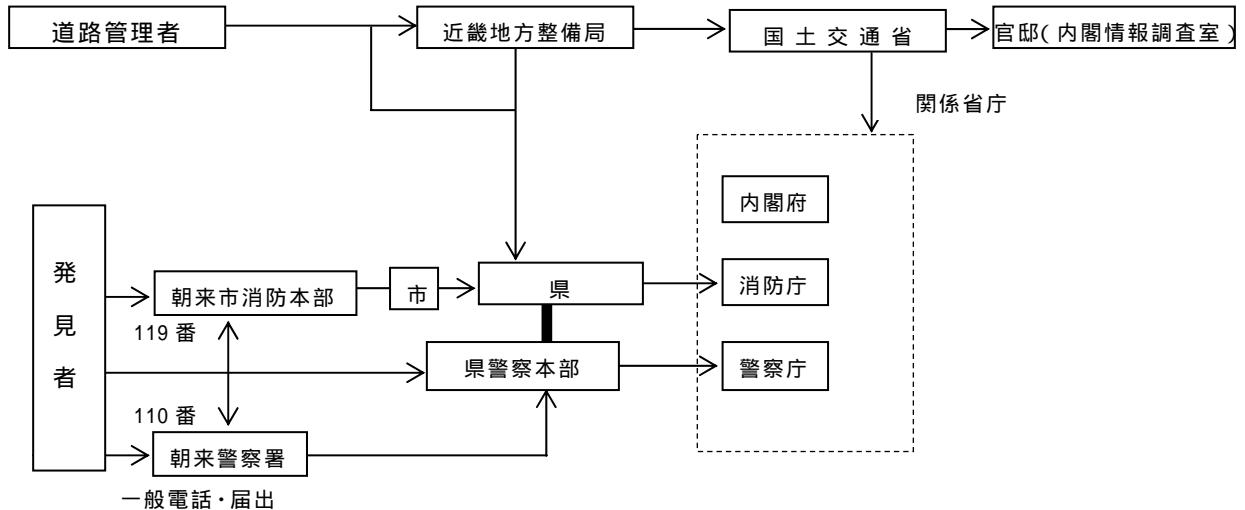 道路管理者
近畿地方整備局
国土交通省
官邸(内閣情報調査室)
関係省庁
内閣府
発見者
朝来市消防本部
市
県
消防庁
119番
県警察本部
警察庁
110番
朝来警察署
一般電話・届出